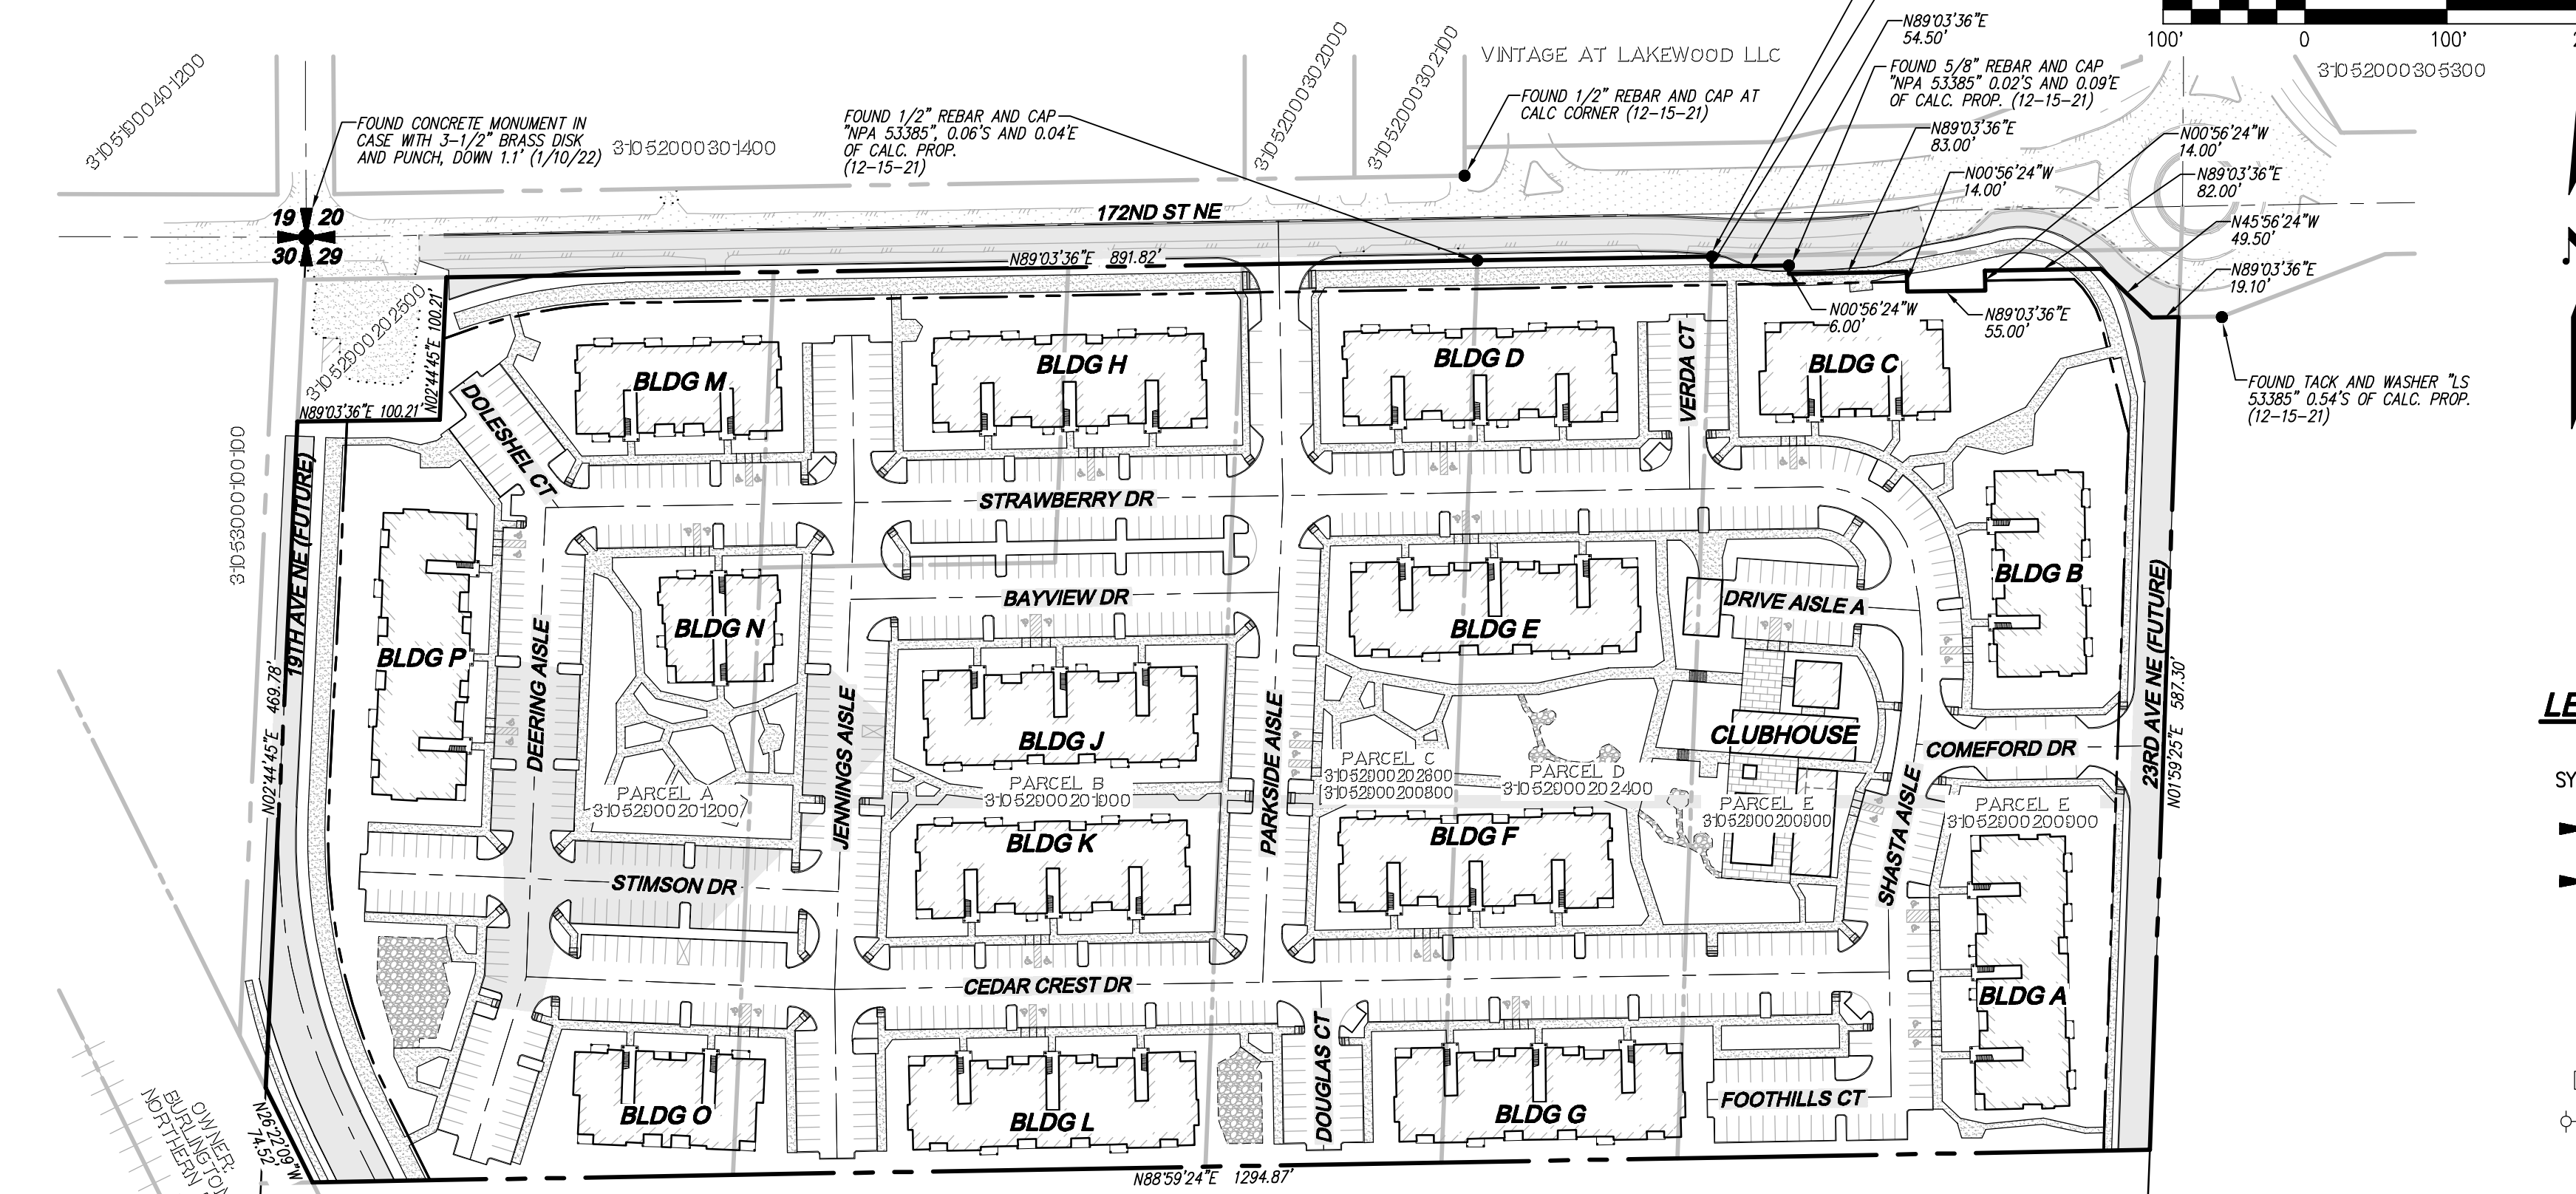 N89°03'36"E
54.50'
100'
0
100'
VINTAGE AT LAKEWOOD LLC
31052000305300
31051900401200
31052000302000
31052000302100
FOUND 5/8" REBAR AND CAP
"NPA 53385" 0.02'S AND 0.09'E
OF CALC. PROP. (12-15-21)
FOUND 1/2" REBAR AND CAP AT
CALC CORNER (12-15-21)
FOUND CONCRETE MONUMENT IN
CASE WITH 3-1/2" BRASS DISK
AND PUNCH, DOWN 1.1' (1/10/22)
31052000301400
FOUND 1/2" REBAR AND CAP
"NPA 53385", 0.06'S AND 0.04'E
OF CALC. PROP.
(12-15-21)
N89°03'36"E
83.00'
N00°56'24"W
14.00'
N00°56'24"W
14.00'
N89°03'36"E
82.00'
N45°56'24"W
49.50'
N89°03'36"E
19.10'
19 20
30 29
172ND ST NE
N89°03'36"E 891.82'
N00°56'24"W
6.00'
N89°03'36"E
55.00'
31052900202500
N02°44'45"E 100.21'
N89°03'36"E 100.21'
FOUND TACK AND WASHER "LS
53385" 0.54'S OF CALC. PROP.
(12-15-21)
BLDG M
BLDG H
BLDG D
VERDA CT
BLDG C
DOLESHEL CT
31053000100100
19TH AVE NE (FUTURE)
N02°44'45"E 469.78'
STRAWBERRY DR
BLDG B
BLDG P
DEERING AISLE
BLDG N
BAYVIEW DR
BLDG E
DRIVE AISLE A
23RD AVE NE (FUTURE)
N01°59'25"E 587.30'
JENNINGS AISLE
BLDG J
PARKSIDE AISLE
CLUBHOUSE
COMEFORD DR
LE
SY
PARCEL A
31052900201200
PARCEL B
31052900201900
PARCEL C
31052900202600
31052900200800
PARCEL D
31052900202400
PARCEL E
31052900200900
PARCEL E
31052900200900
SHASTA AISLE
BLDG K
BLDG F
STIMSON DR
CEDAR CREST DR
BLDG A
BLDG O
BLDG L
DOUGLAS CT
BLDG G
FOOTHILLS CT
OWNER:
BURLINGTON
NORTHERN
N26°22'09"W
74.52'
N88°59'24"E 1294.87'